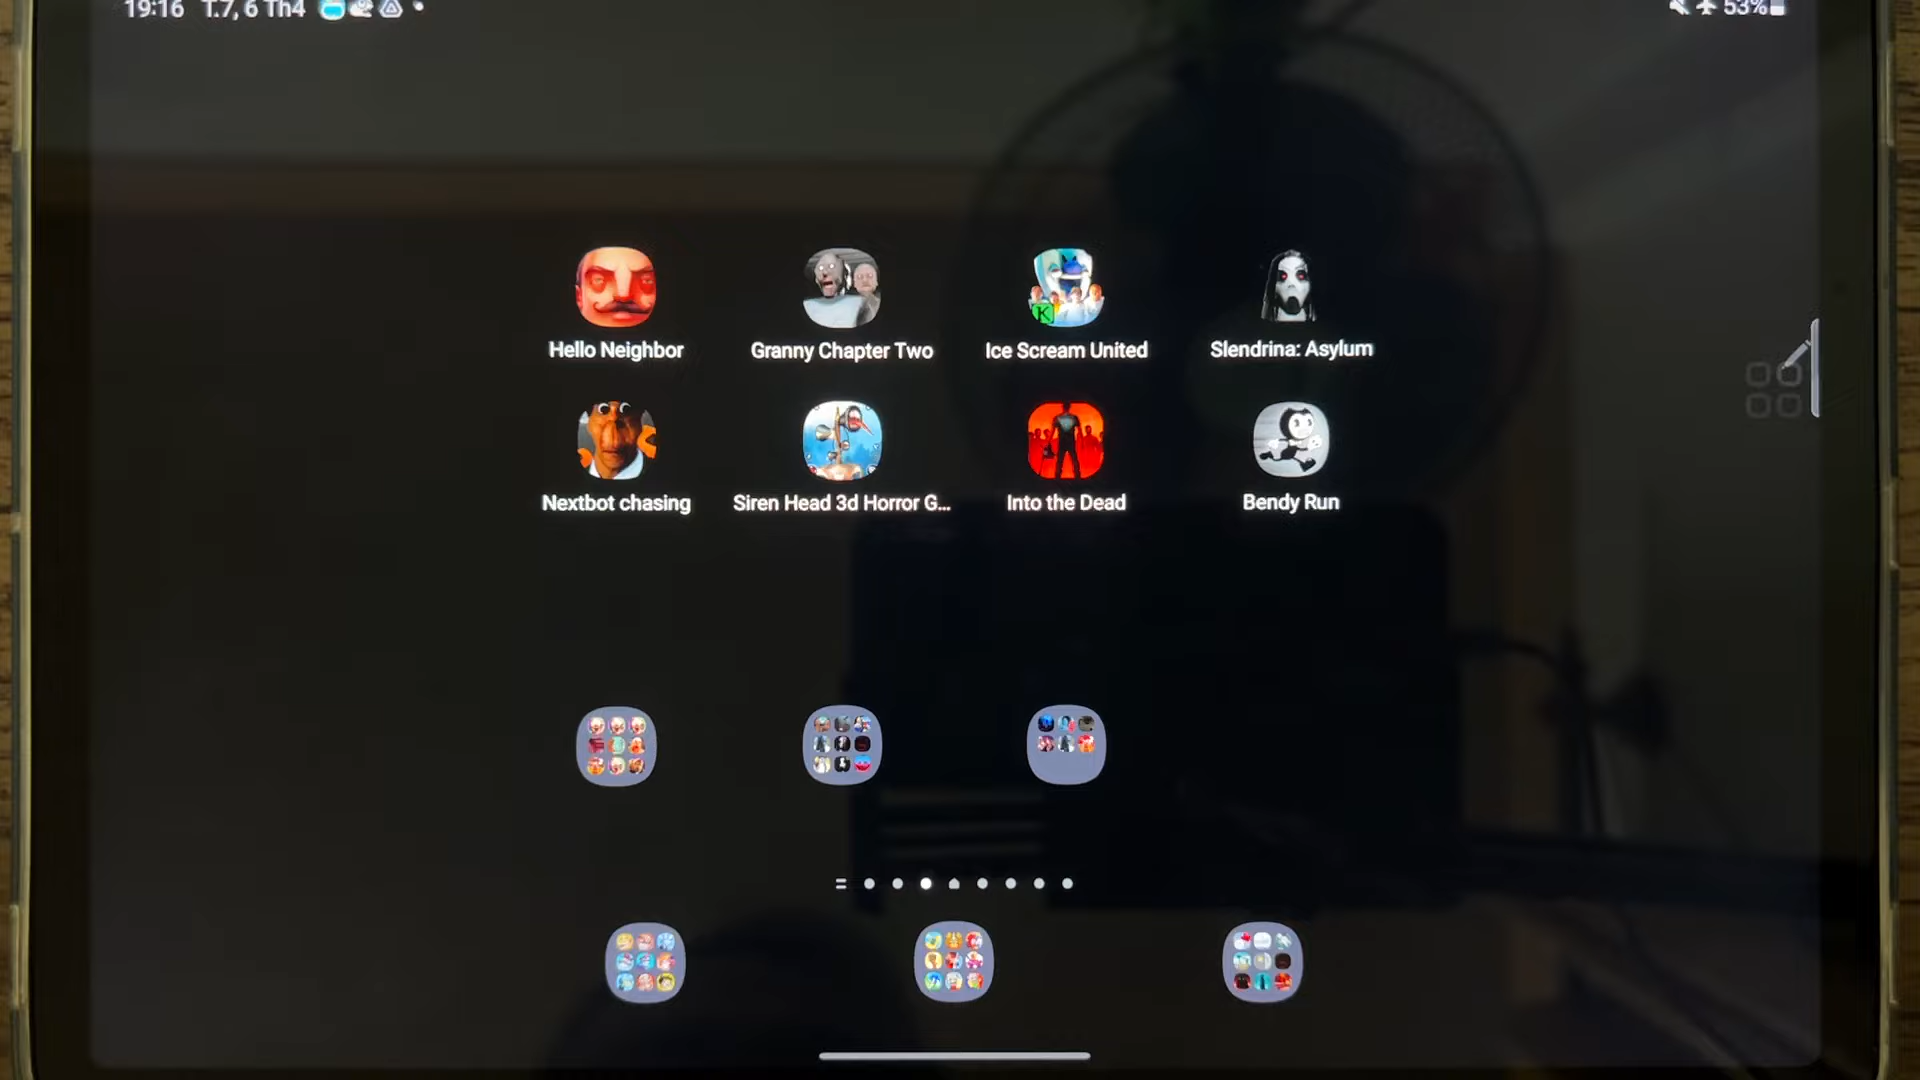 19:16 T.7, 6 Th4 53%
Hello Neighbor Granny Chapter Two Ice Scream United Slendrina: Asylum
K
Nextbot chasing Siren Head 3d Horror G... Into the Dead Bendy Run